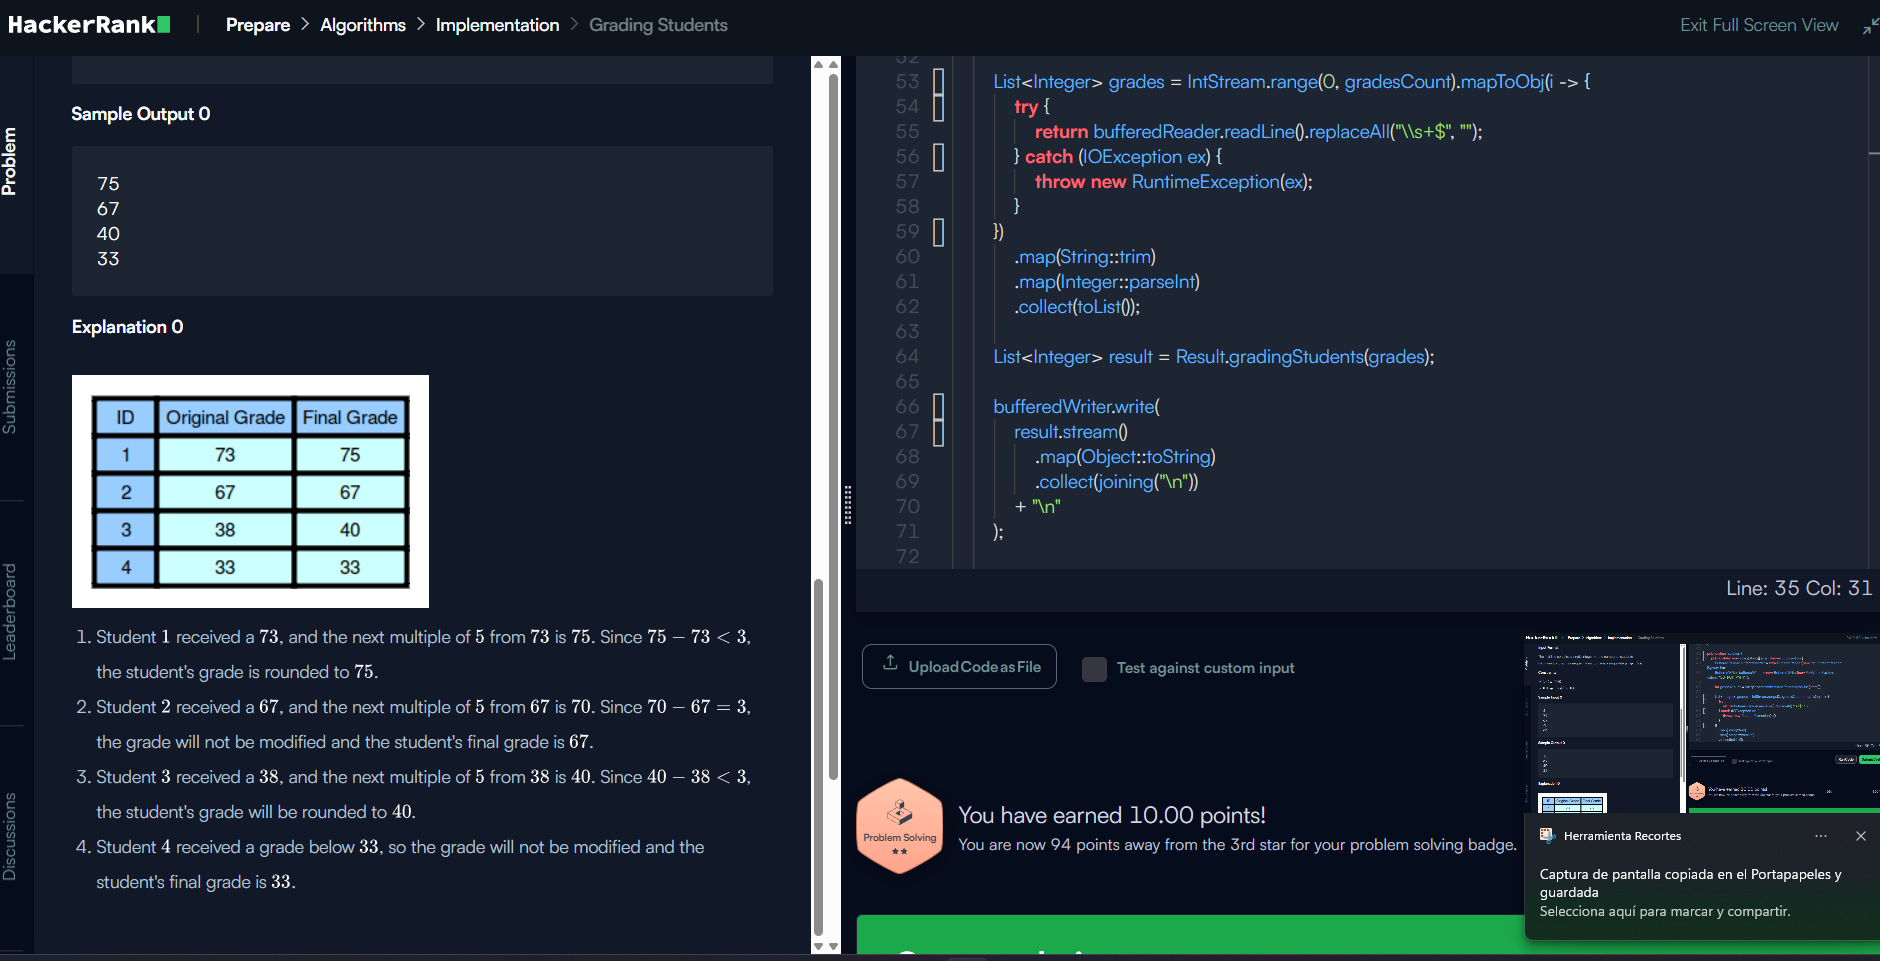 HackerRank
Prepare > Algorithms > Implementation > Grading Students
Exit Full Screen View
Problem
Submissions
Leaderboard
Discussions
Sample Output 0
75
67
40
33
Explanation 0
ID Original Grade Final Grade
1 73 75
2 67 67
3 38 40
4 33 33
1. Student 1 received a 73, and the next multiple of 5 from 73 is 75. Since 75 − 73 < 3,
the student's grade is rounded to 75.
2. Student 2 received a 67, and the next multiple of 5 from 67 is 70. Since 70 − 67 = 3,
the grade will not be modified and the student's final grade is 67.
3. Student 3 received a 38, and the next multiple of 5 from 38 is 40. Since 40 − 38 < 3,
the student's grade will be rounded to 40.
4. Student 4 received a grade below 33, so the grade will not be modified and the
student's final grade is 33.
52
53 List<Integer> grades = IntStream.range(0, gradesCount).mapToObj(i -> {
54 try {
55 return bufferedReader.readLine().replaceAll("\\s+$", "");
56 } catch (IOException ex) {
57 throw new RuntimeException(ex);
58 }
59 })
60 .map(String::trim)
61 .map(Integer::parseInt)
62 .collect(toList());
63
64 List<Integer> result = Result.gradingStudents(grades);
65
66 bufferedWriter.write(
67 result.stream()
68 .map(Object::toString)
69 .collect(joining("\n"))
70 + "\n"
71 );
72
Line: 35 Col: 31
Upload Code as File
Test against custom input
Problem Solving
You have earned 10.00 points!
You are now 94 points away from the 3rd star for your problem solving badge.
Herramienta Recortes
Captura de pantalla copiada en el Portapapeles y
guardada
Selecciona aquí para marcar y compartir.